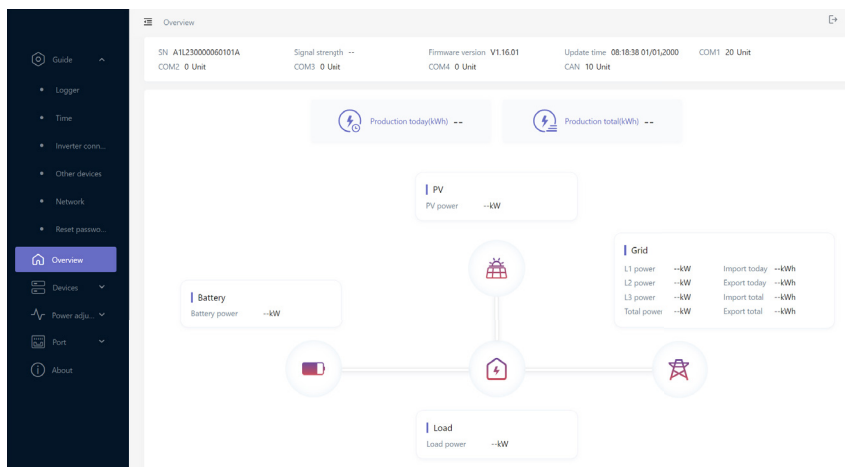 Overview
SN A1L230000060101A Signal strength -- Firmware version V1.16.01 Update time 08:18:38 01/01,2000 COM1 20 Unit
COM2 0 Unit COM3 0 Unit COM4 0 Unit CAN 10 Unit
Guide
Logger
Time
Inverter conn...
Other devices
Network
Reset passwo...
Overview
Devices
Power adju...
Port
About
Production today(kWh) --
Production total(kWh) --
PV
PV power --kW
Grid
L1 power --kW Import today --kWh
L2 power --kW Export today --kWh
L3 power --kW Import total --kWh
Total power --kW Export total --kWh
Battery
Battery power --kW
Load
Load power --kW